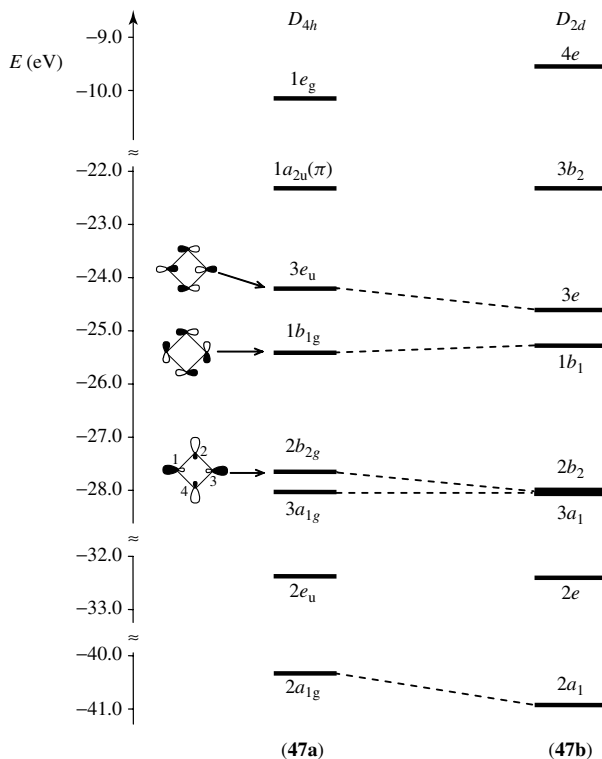 D4h D2d
−9.0 4e
E (eV)
1eg
−10.0
≈
1a2u(π) 3b2
−22.0
−23.0
3eu 3e
−24.0
1b1g
−25.0
1b1
−26.0
2b2g 2b2
−27.0
1 2
3
4
−28.0
3a1g 3a1
≈
−32.0
2eu 2e
−33.0
≈
−40.0
2a1g 2a1
−41.0
(47a) (47b)